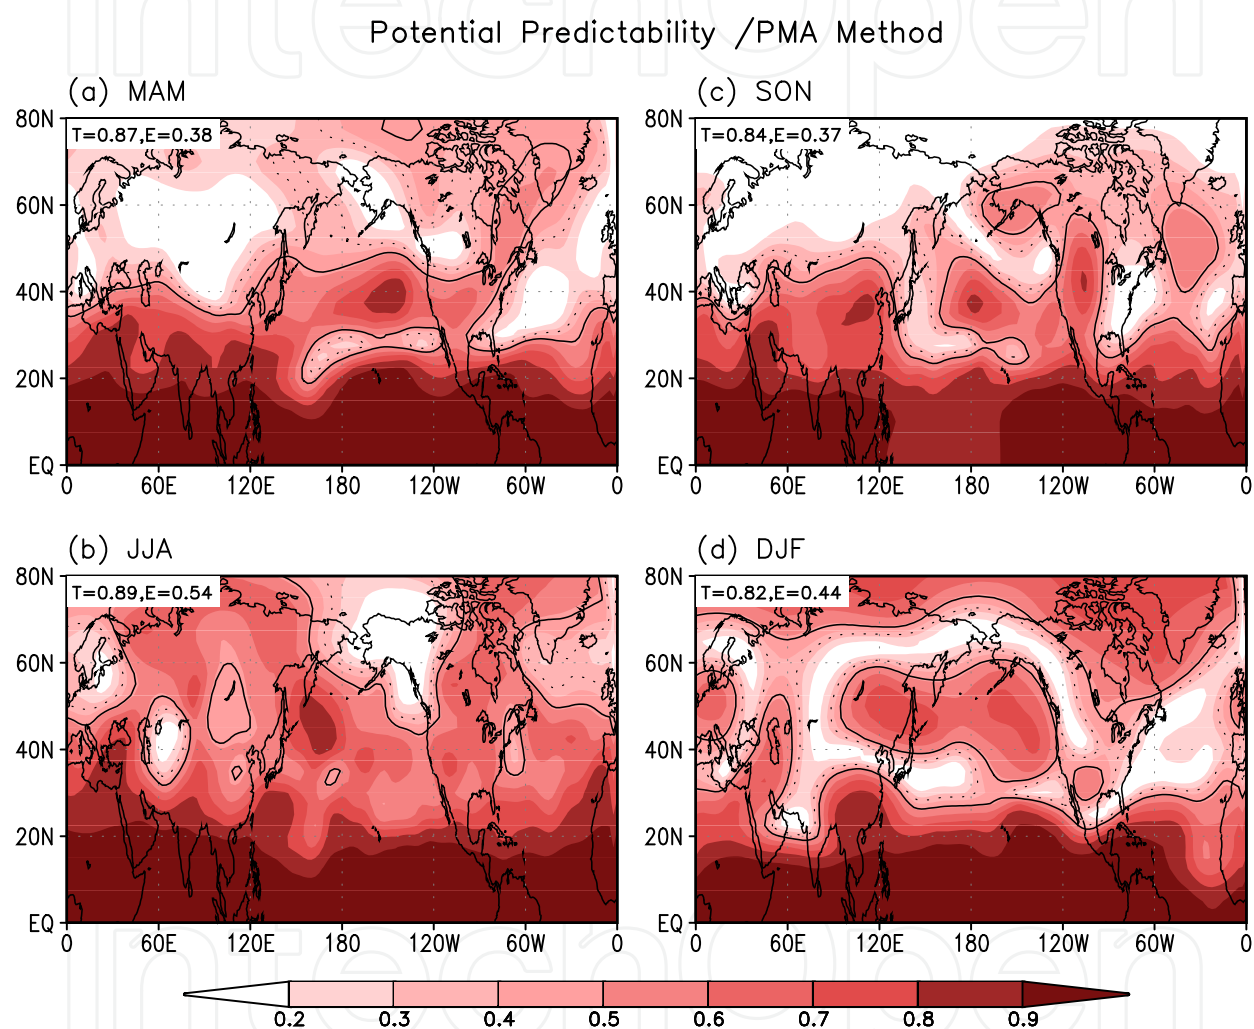 IntechOpen
Potential Predictability /PMA Method
(a) MAM
T=0.87,E=0.38
80N
60N
40N
20N
EQ
0 60E 120E 180 120W 60W 0
(c) SON
T=0.84,E=0.37
80N
60N
40N
20N
EQ
0 60E 120E 180 120W 60W 0
(b) JJA
T=0.89,E=0.54
80N
60N
40N
20N
EQ
0 60E 120E 180 120W 60W 0
(d) DJF
T=0.82,E=0.44
80N
60N
40N
20N
EQ
0 60E 120E 180 120W 60W 0
IntechOpen
0.2 0.3 0.4 0.5 0.6 0.7 0.8 0.9